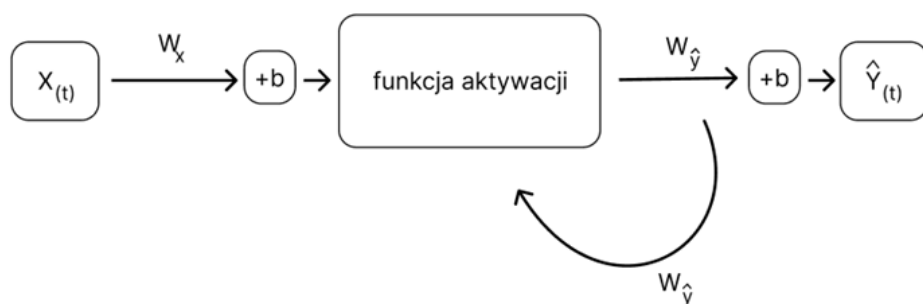 X(t)
Wx
+b
funkcja aktywacji
Wŷ
+b
Ŷ(t)
Wŷ